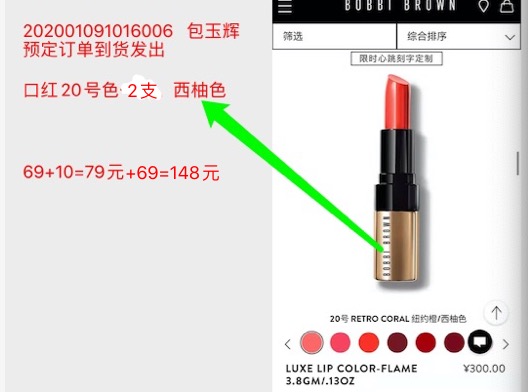 202001091016006 包玉辉
预定订单到货发出
口红20号色 2支 西柚色
69+10=79元+69=148元
BOBBI BROWN
筛选
综合排序
限时心跳刻字定制
BOBBI BROWN
20号 RETRO CORAL 纽约橙/西柚色
LUXE LIP COLOR-FLAME
¥300.00
3.8GM/.13OZ